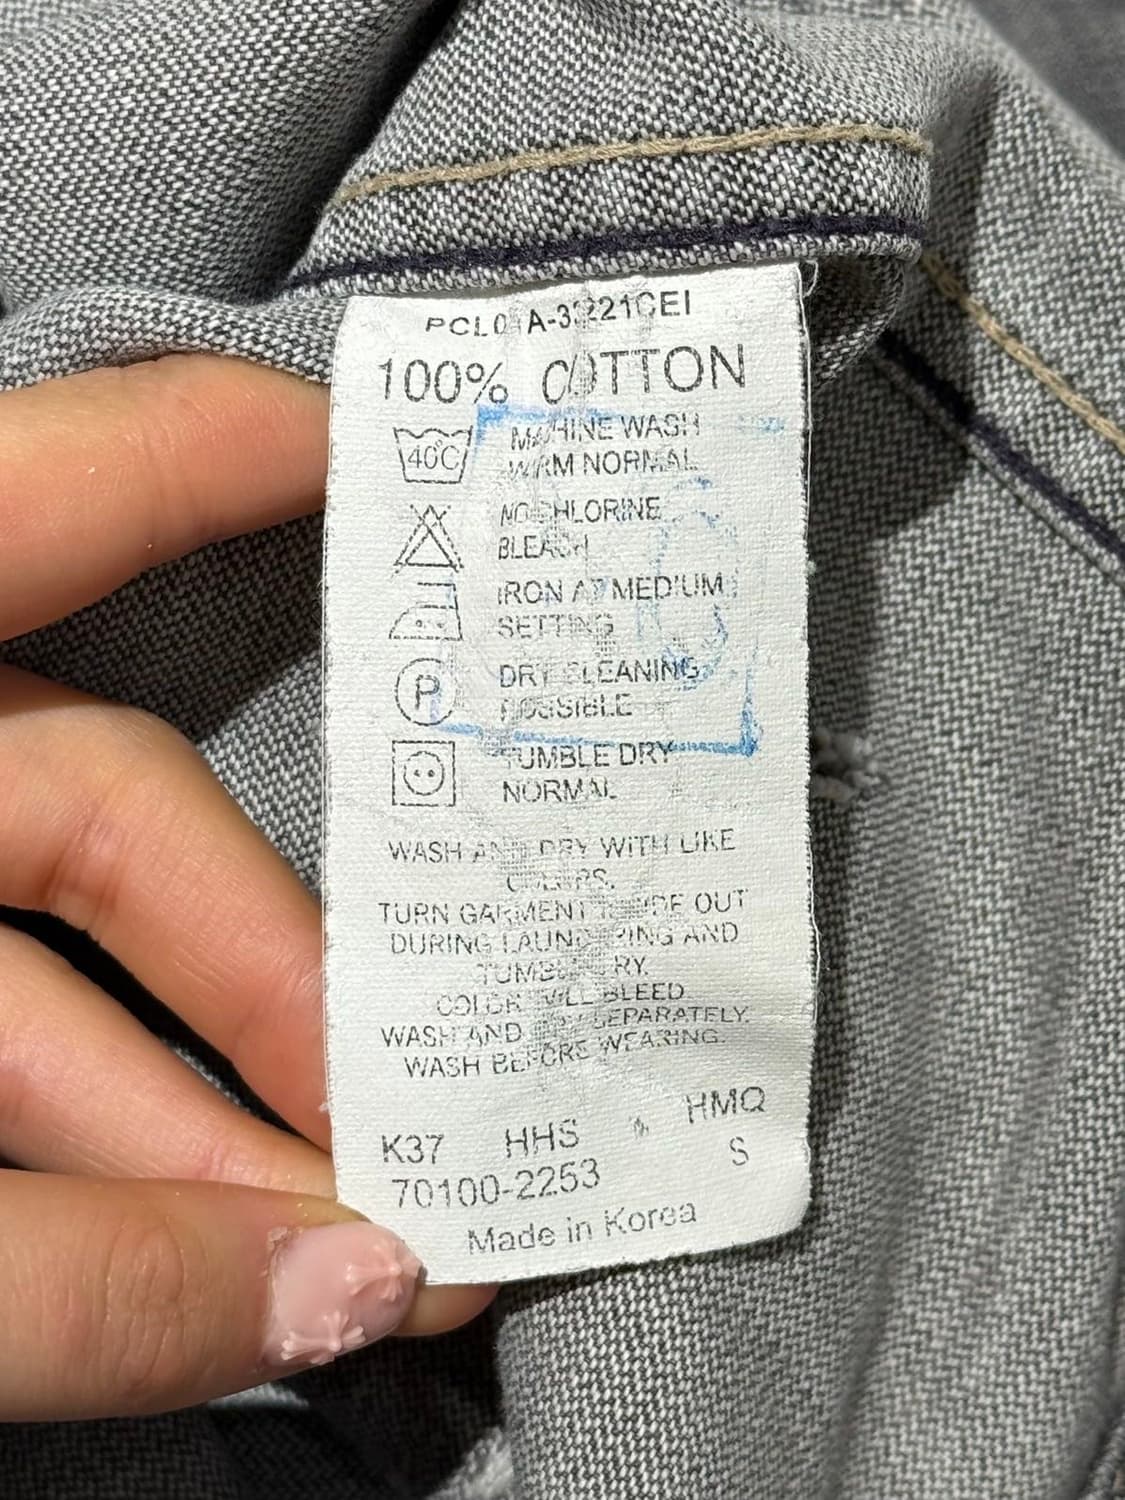 100% COTTON
40°C
MACHINE WASH
WARM NORMAL
NO CHLORINE
BLEACH
IRON AT MEDIUM
SETTING
P
DRY CLEANING
POSSIBLE
TUMBLE DRY
NORMAL
WASH AND DRY WITH LIKE
COLORS.
TURN GARMENT INSIDE OUT
DURING LAUNDERING AND
TUMBLE DRY.
COLOR WILL BLEED.
WASH AND DRY SEPARATELY.
WASH BEFORE WEARING.
K37 HHS HMQ
70100-2253 S
Made in Korea